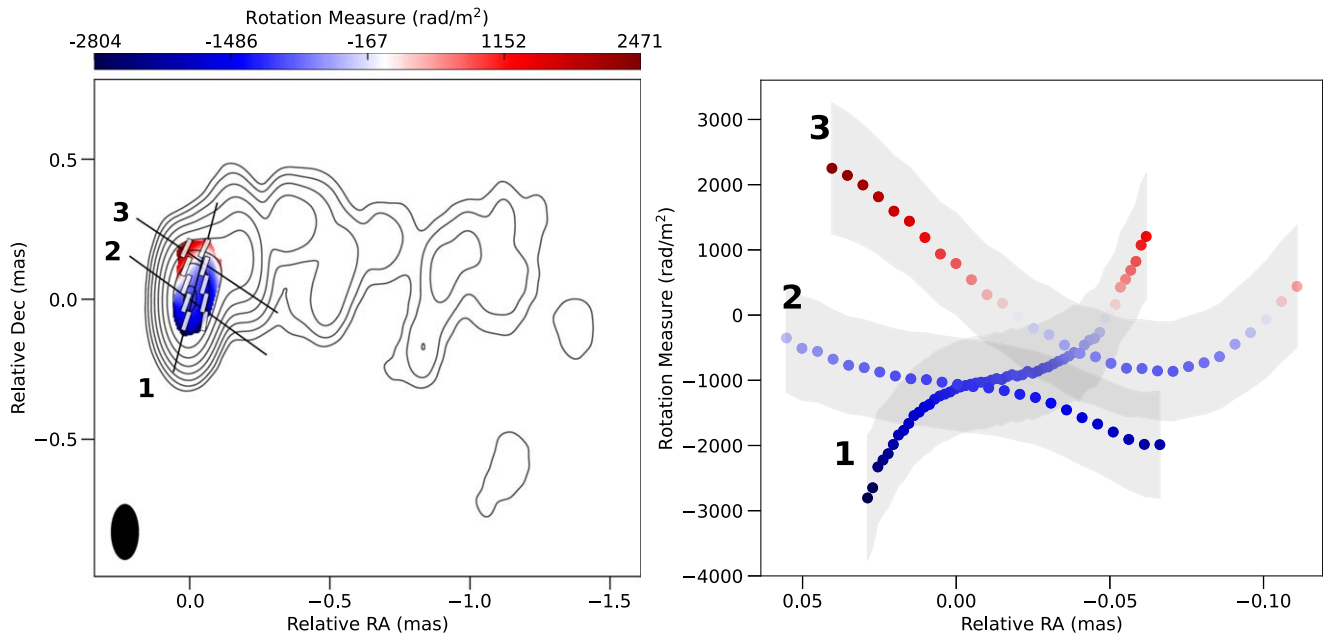 Rotation Measure (rad/m²)
-2804 -1486 -167 1152 2471
Relative Dec (mas)
0.5
0.0
−0.5
3
2
1
0.0 −0.5 −1.0 −1.5
Relative RA (mas)
Rotation Measure (rad/m²)
3000
2000
1000
0
−1000
−2000
−3000
−4000
3
2
1
0.05 0.00 −0.05 −0.10
Relative RA (mas)